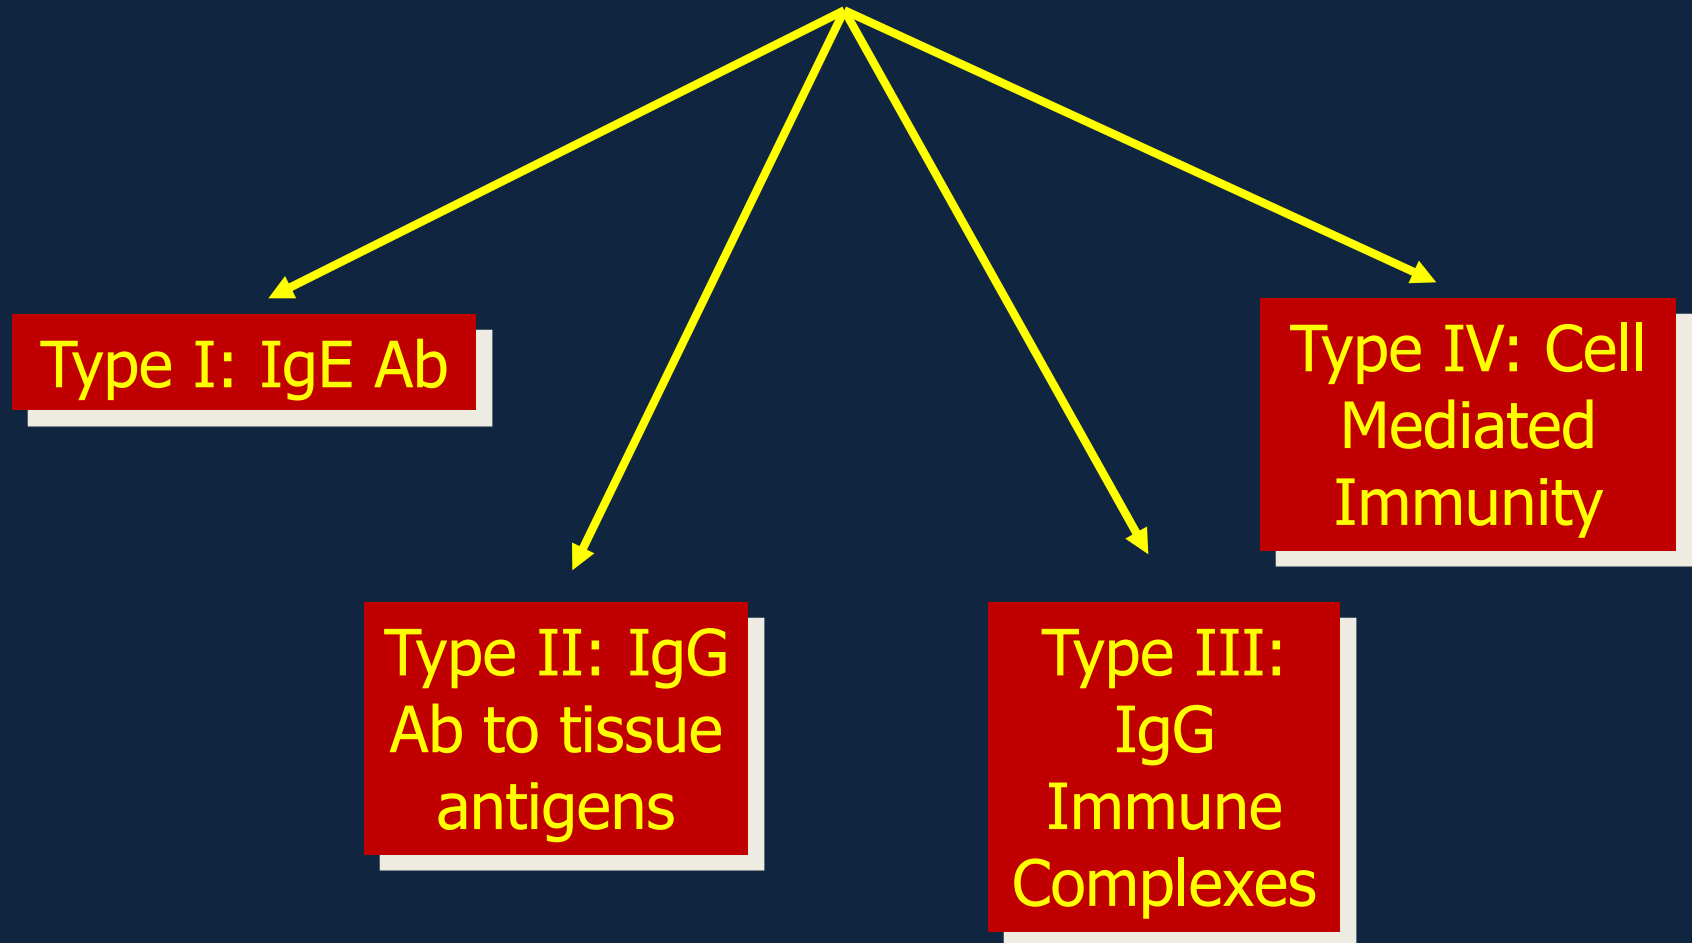 Type I: IgE Ab
Type IV: Cell
Mediated
Immunity
Type II: IgG
Ab to tissue
antigens
Type III:
IgG
Immune
Complexes